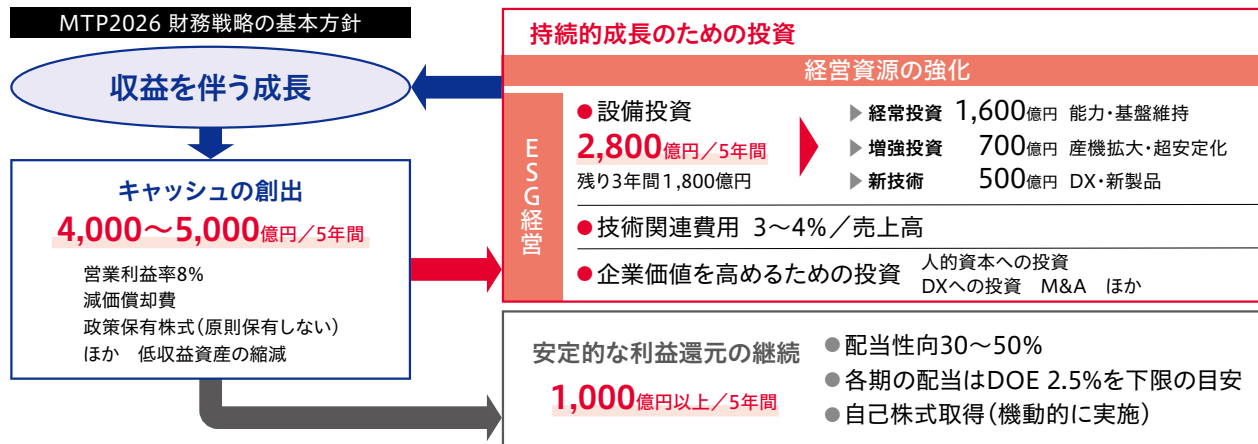 MTP2026 財務戦略の基本方針
収益を伴う成長
キャッシュの創出
4,000～5,000億円／5年間
営業利益率8%
減価償却費
政策保有株式（原則保有しない）
ほか　低収益資産の縮減
持続的成長のための投資
経営資源の強化
ESG経営
●設備投資
2,800億円／5年間
残り3年間1,800億円
▶経常投資 1,600億円 能力・基盤維持
▶増強投資 700億円 産機拡大・超安定化
▶新技術 500億円 DX・新製品
●技術関連費用 3～4%／売上高
●企業価値を高めるための投資
人的資本への投資
DXへの投資　M&A　ほか
安定的な利益還元の継続
1,000億円以上／5年間
●配当性向30～50%
●各期の配当はDOE 2.5%を下限の目安
●自己株式取得（機動的に実施）